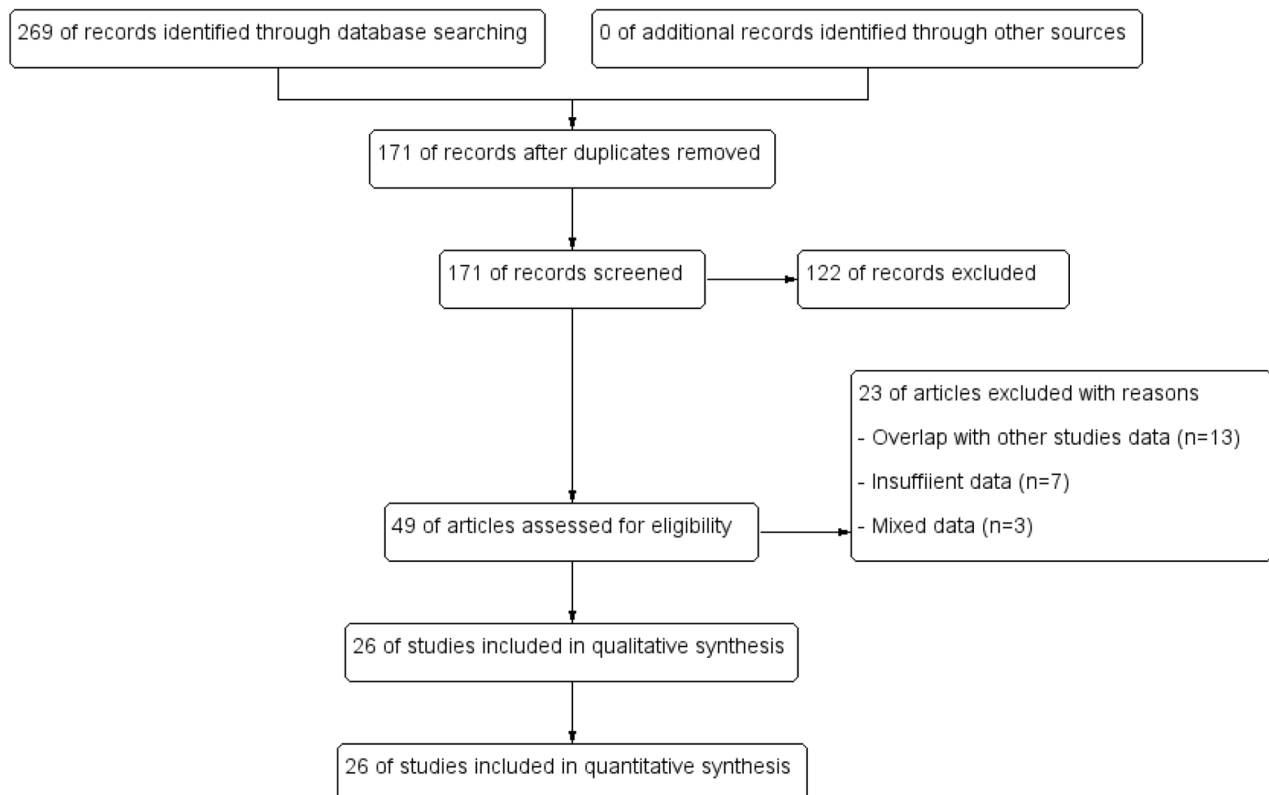 269 of records identified through database searching
0 of additional records identified through other sources
171 of records after duplicates removed
171 of records screened
122 of records excluded
23 of articles excluded with reasons
- Overlap with other studies data (n=13)
- Insuffiient data (n=7)
- Mixed data (n=3)
49 of articles assessed for eligibility
26 of studies included in qualitative synthesis
26 of studies included in quantitative synthesis